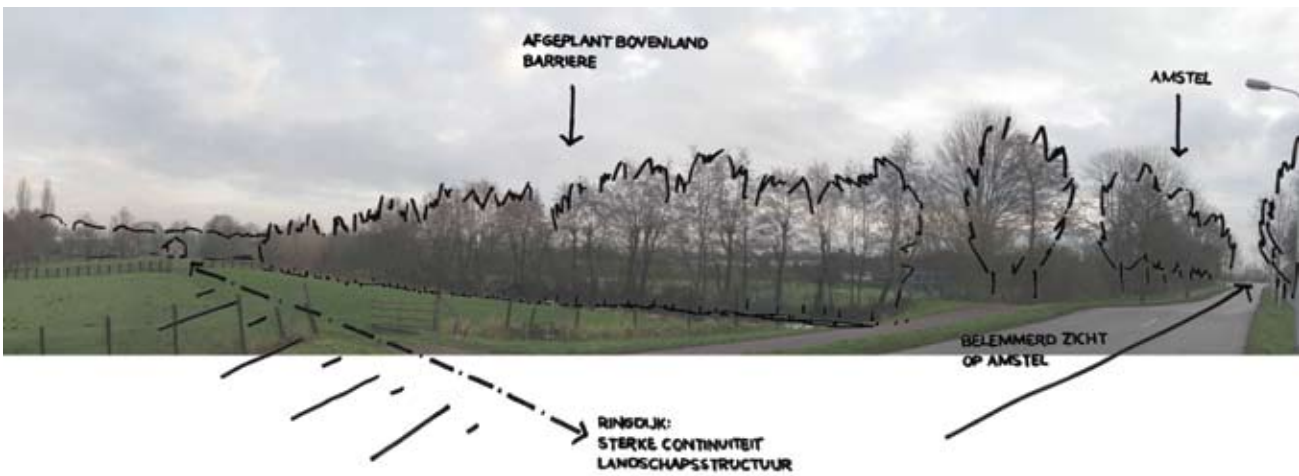 AFGEPLANT BOVENLAND
BARRIERE
AMSTEL
BELEMMERD ZICHT
OP AMSTEL
RINGDIJK:
STERKE CONTINUITEIT
LANDSCHAPSSTRUCTUUR